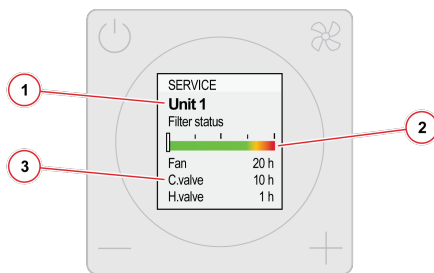 1
SERVICE
Unit 1
Filter status
2
Fan 20 h
3
C.valve 10 h
H.valve 1 h